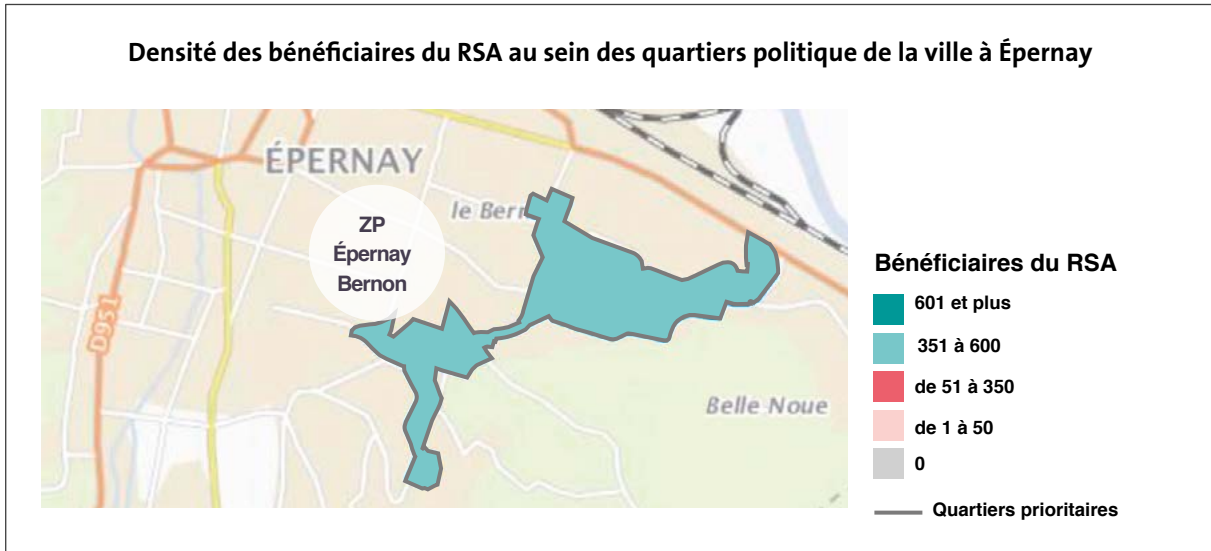 Densité des bénéficiaires du RSA au sein des quartiers politique de la ville à Épernay
ÉPERNAY
ZP
Épernay
Bernon
le Bern
D951
Belle Noue
Bénéficiaires du RSA
601 et plus
351 à 600
de 51 à 350
de 1 à 50
0
Quartiers prioritaires